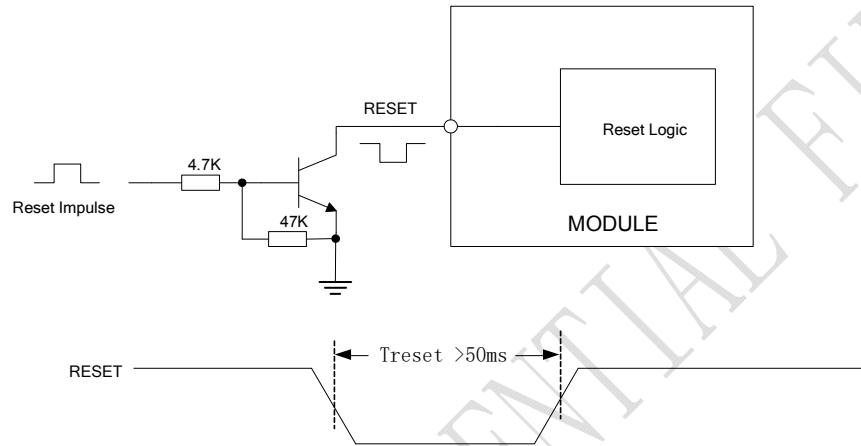 RESET
Reset Logic
4.7K
Reset Impulse
47K
MODULE
Treset >50ms
RESET